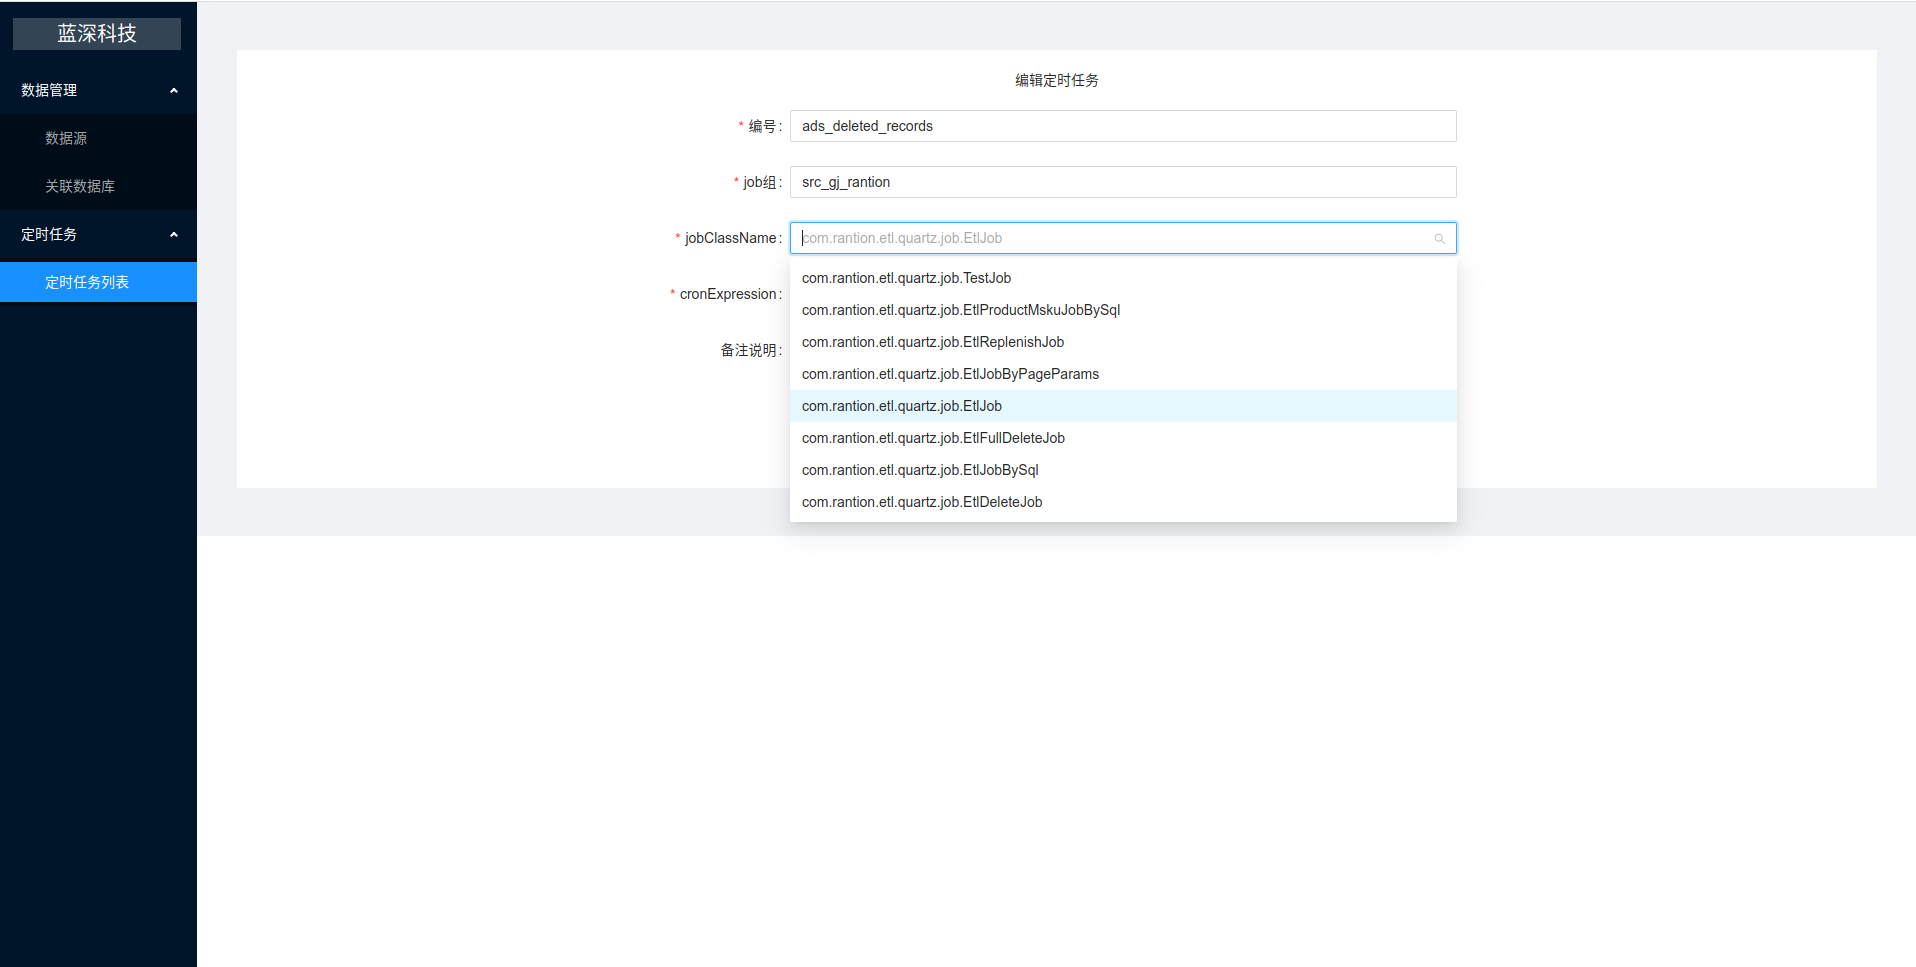 蓝深科技
数据管理
数据源
关联数据库
定时任务
定时任务列表
编辑定时任务
* 编号 : ads_deleted_records
* job组 : src_gj_rantion
* jobClassName : com.rantion.etl.quartz.job.EtlJob
* cronExpression :
备注说明 :
com.rantion.etl.quartz.job.TestJob
com.rantion.etl.quartz.job.EtlProductMskuJobBySql
com.rantion.etl.quartz.job.EtlReplenishJob
com.rantion.etl.quartz.job.EtlJobByPageParams
com.rantion.etl.quartz.job.EtlJob
com.rantion.etl.quartz.job.EtlFullDeleteJob
com.rantion.etl.quartz.job.EtlJobBySql
com.rantion.etl.quartz.job.EtlDeleteJob